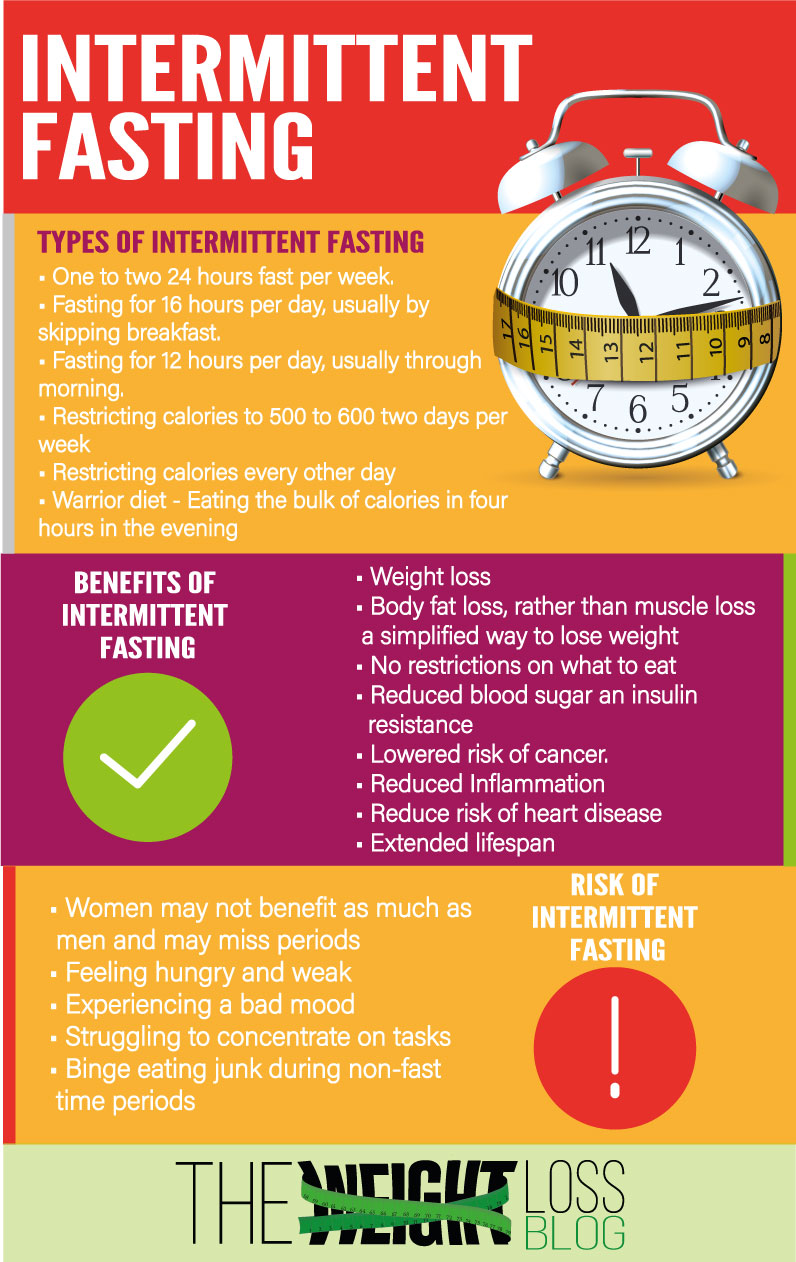 INTERMITTENT
FASTING
TYPES OF INTERMITTENT FASTING
▪ One to two 24 hours fast per week.
▪ Fasting for 16 hours per day, usually by
skipping breakfast.
▪ Fasting for 12 hours per day, usually through
morning.
▪ Restricting calories to 500 to 600 two days per
week
▪ Restricting calories every other day
▪ Warrior diet - Eating the bulk of calories in four
hours in the evening
11 12 1
10 2
17 16 15 14 13 12 11 10 9 8
7 6 5
BENEFITS OF
INTERMITTENT
FASTING
▪ Weight loss
▪ Body fat loss, rather than muscle loss
a simplified way to lose weight
▪ No restrictions on what to eat
▪ Reduced blood sugar an insulin
resistance
▪ Lowered risk of cancer.
▪ Reduced Inflammation
▪ Reduce risk of heart disease
▪ Extended lifespan
RISK OF
INTERMITTENT
FASTING
▪ Women may not benefit as much as
men and may miss periods
▪ Feeling hungry and weak
▪ Experiencing a bad mood
▪ Struggling to concentrate on tasks
▪ Binge eating junk during non-fast
time periods
!
THE WEIGHT LOSS
BLOG